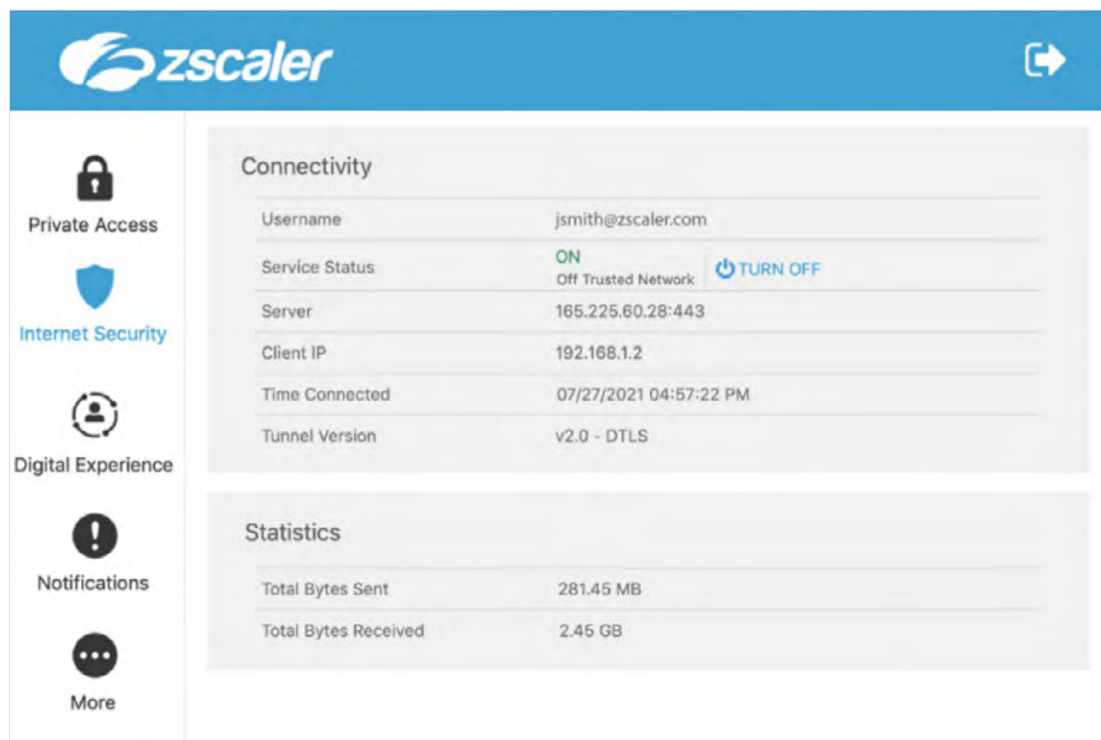 zscaler
Private Access
Internet Security
Digital Experience
Notifications
More
Connectivity
Username jsmith@zscaler.com
Service Status ON
Off Trusted Network TURN OFF
Server 165.225.60.28:443
Client IP 192.168.1.2
Time Connected 07/27/2021 04:57:22 PM
Tunnel Version v2.0 - DTLS
Statistics
Total Bytes Sent 281.45 MB
Total Bytes Received 2.45 GB